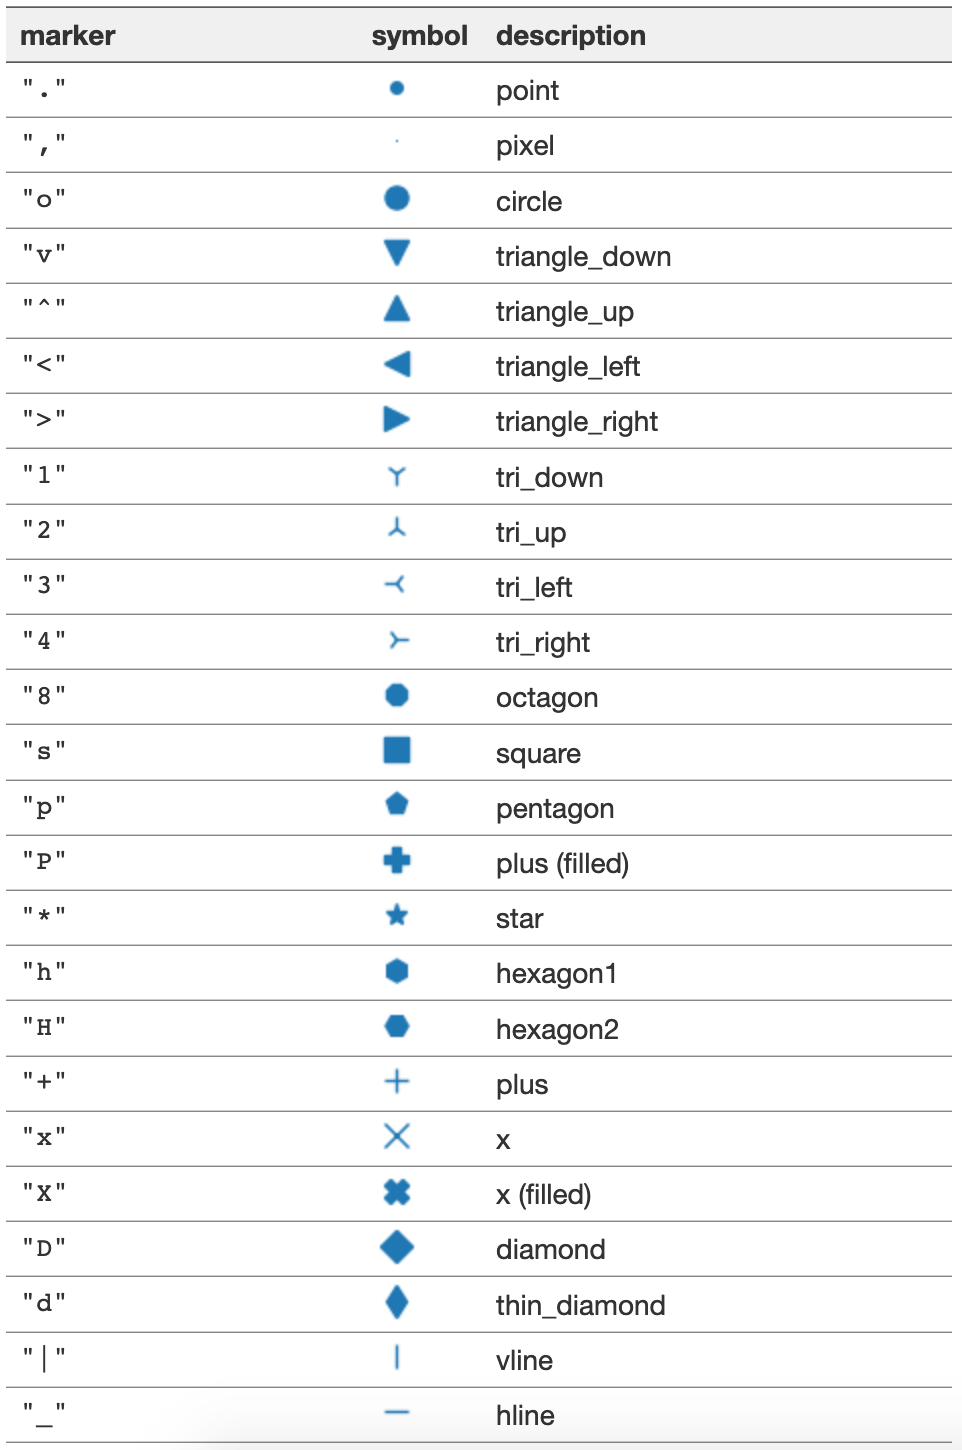 marker symbol description
"." point
"," pixel
"o" circle
"v" triangle_down
"^" triangle_up
"<" triangle_left
">" triangle_right
"1" tri_down
"2" tri_up
"3" tri_left
"4" tri_right
"8" octagon
"s" square
"p" pentagon
"P" plus (filled)
"*" star
"h" hexagon1
"H" hexagon2
"+" plus
"x" x
"X" x (filled)
"D" diamond
"d" thin_diamond
"|" vline
"_" hline